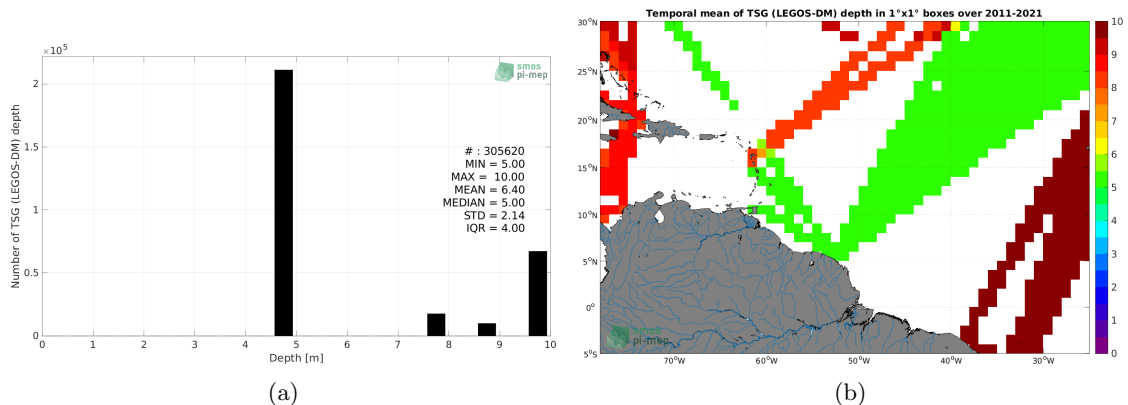 ×10⁵
2
1.5
1
0.5
0
Number of TSG (LEGOS-DM) depth
smos
pi-mep
# : 305620
MIN = 5.00
MAX = 10.00
MEAN = 6.40
MEDIAN = 5.00
STD = 2.14
IQR = 4.00
0 1 2 3 4 5 6 7 8 9 10
Depth [m]
(a)
Temporal mean of TSG (LEGOS-DM) depth in 1°x1° boxes over 2011-2021
30°N
25°N
20°N
15°N
10°N
5°N
0°
5°S
70°W 60°W 50°W 40°W 30°W
smos
pi-mep
10
9
8
7
6
5
4
3
2
1
0
(b)